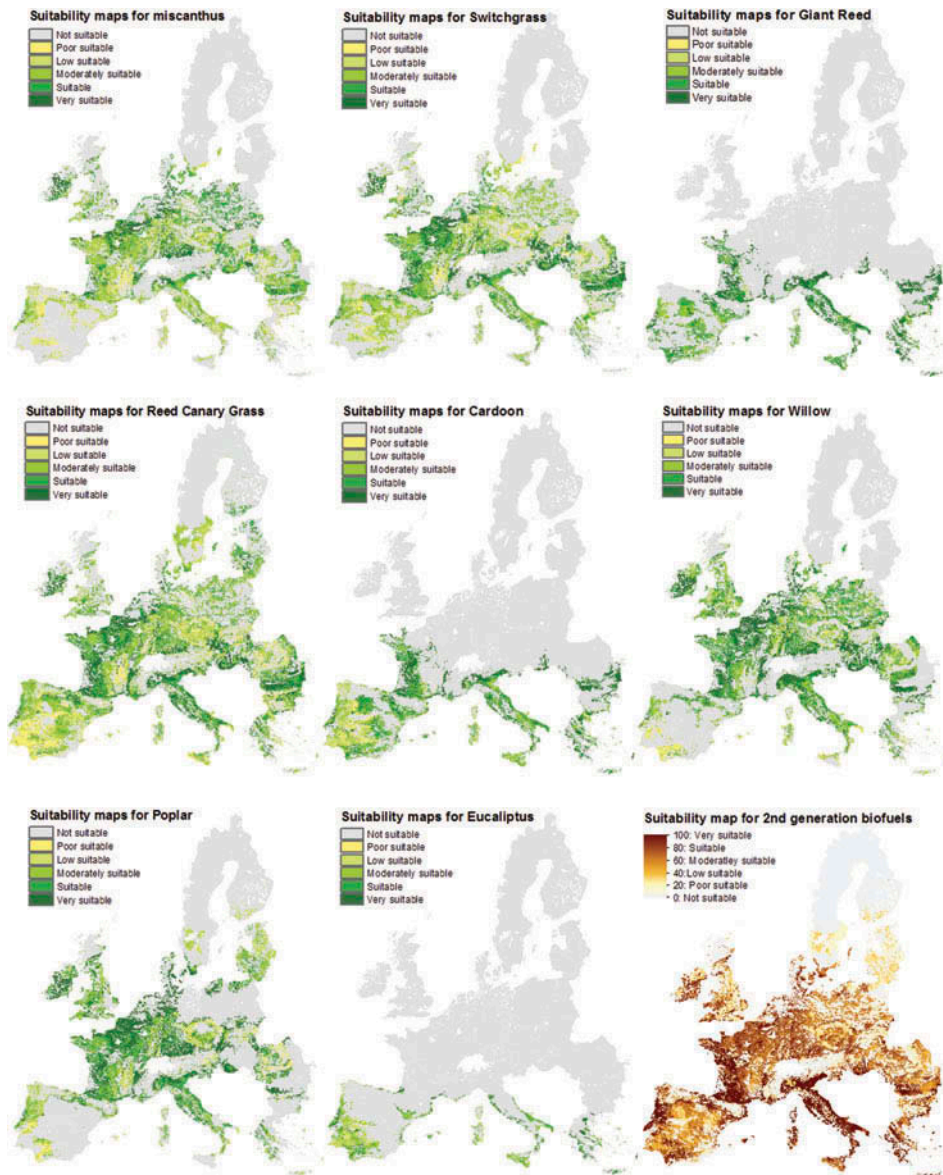 Suitability maps for miscanthus
Not suitable
Poor suitable
Low suitable
Moderately suitable
Suitable
Very suitable
Suitability maps for Switchgrass
Not suitable
Poor suitable
Low suitable
Moderately suitable
Suitable
Very suitable
Suitability maps for Giant Reed
Not suitable
Poor suitable
Low suitable
Moderately suitable
Suitable
Very suitable
Suitability maps for Reed Canary Grass
Not suitable
Poor suitable
Low suitable
Moderately suitable
Suitable
Very suitable
Suitability maps for Cardoon
Not suitable
Poor suitable
Low suitable
Moderately suitable
Suitable
Very suitable
Suitability maps for Willow
Not suitable
Poor suitable
Low suitable
Moderately suitable
Suitable
Very suitable
Suitability maps for Poplar
Not suitable
Poor suitable
Low suitable
Moderately suitable
Suitable
Very suitable
Suitability maps for Eucaliptus
Not suitable
Poor suitable
Low suitable
Moderately suitable
Suitable
Very suitable
Suitability map for 2nd generation biofuels
100: Very suitable
80: Suitable
60: Moderatley suitable
40:Low suitable
20: Poor suitable
0: Not suitable